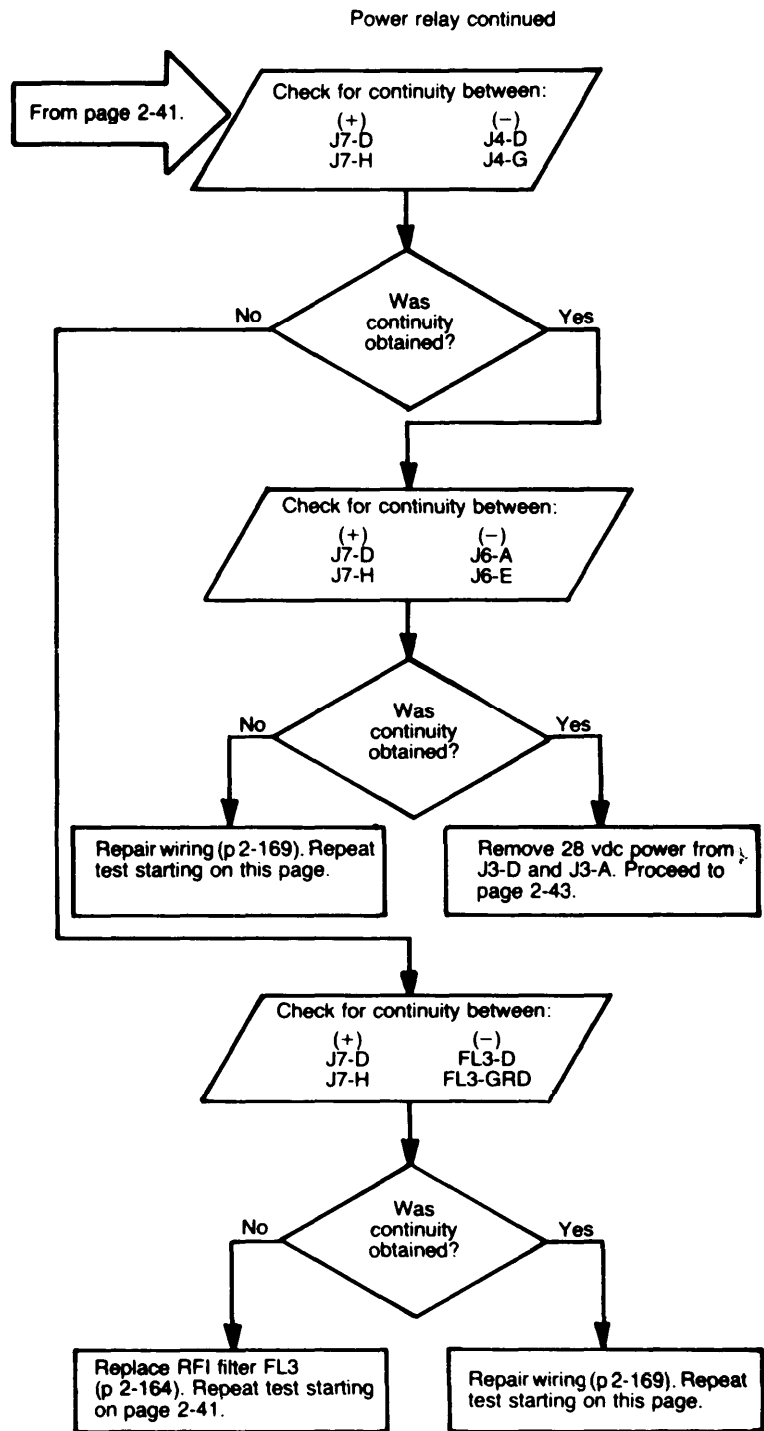 Power relay continued
From page 2-41.
Check for continuity between:
(+) (−)
J7-D J4-D
J7-H J4-G
Was
continuity
obtained?
No
Yes
Check for continuity between:
(+) (−)
J7-D J6-A
J7-H J6-E
Was
continuity
obtained?
No
Yes
Repair wiring (p 2-169). Repeat
test starting on this page.
Remove 28 vdc power from
J3-D and J3-A. Proceed to
page 2-43.
Check for continuity between:
(+) (−)
J7-D FL3-D
J7-H FL3-GRD
Was
continuity
obtained?
No
Yes
Replace RFI filter FL3
(p 2-164). Repeat test starting
on page 2-41.
Repair wiring (p 2-169). Repeat
test starting on this page.